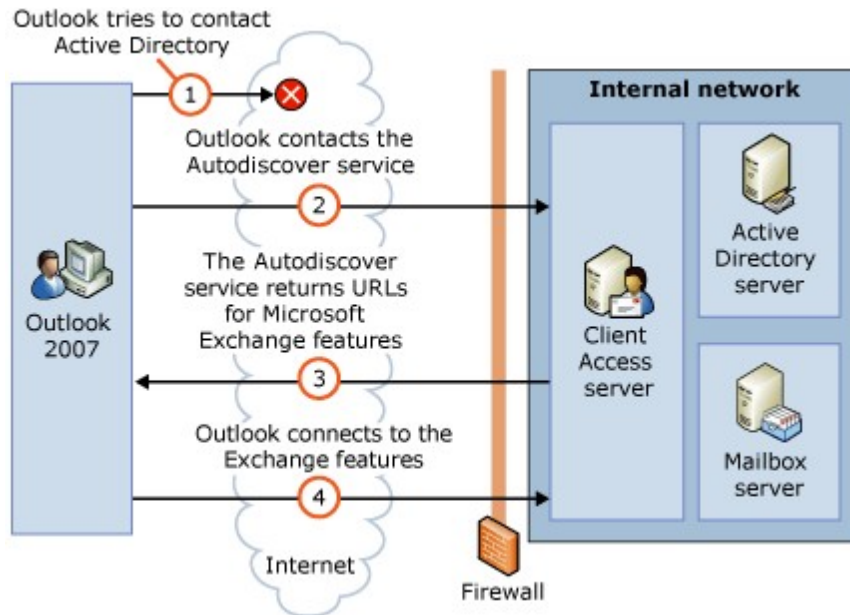 Outlook tries to contact
Active Directory
1
Internal network
Outlook contacts the
Autodiscover service
2
Active
Directory
server
The Autodiscover
service returns URLs
for Microsoft
Exchange features
Outlook
2007
Client
Access
server
3
Outlook connects to the
Exchange features
4
Mailbox
server
Internet
Firewall